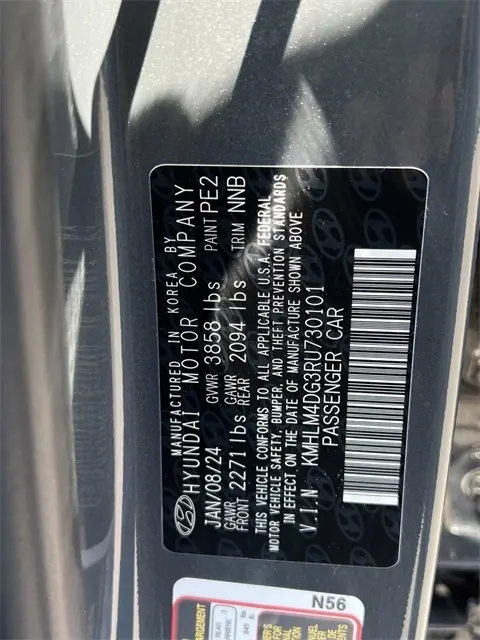 MANUFACTURED IN KOREA BY
HYUNDAI MOTOR COMPANY
JAN/08/24 GVWR 3858 lbs PAINT PE2
GAWR FRONT 2271 lbs GAWR REAR 2094 lbs TRIM NNB
THIS VEHICLE CONFORMS TO ALL APPLICABLE U.S.A. FEDERAL
MOTOR VEHICLE SAFETY, BUMPER, AND THEFT PREVENTION STANDARDS
IN EFFECT ON THE DATE OF MANUFACTURE SHOWN ABOVE
V.I.N KMHLM4DG3RU730101
PASSENGER CAR
N56